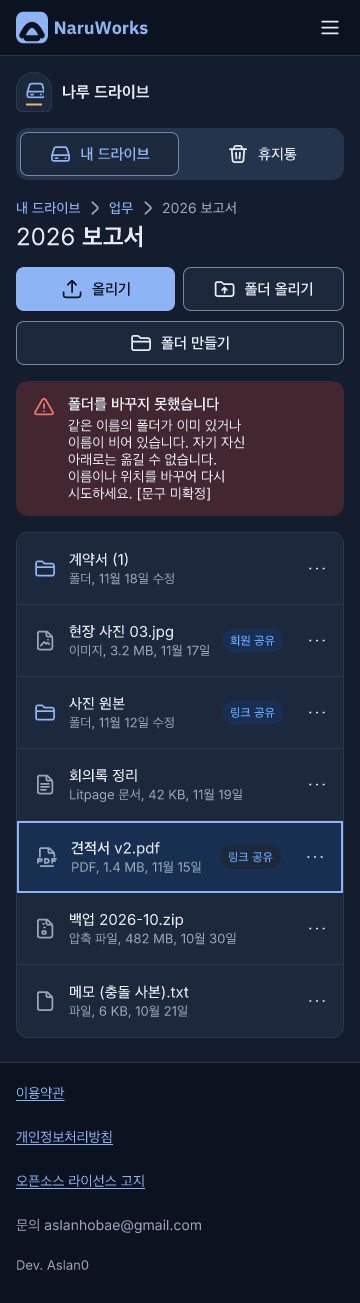 NaruWorks
나루 드라이브
내 드라이브
휴지통
내 드라이브 > 업무 > 2026 보고서
2026 보고서
올리기
폴더 올리기
폴더 만들기
폴더를 바꾸지 못했습니다
같은 이름의 폴더가 이미 있거나
이름이 비어 있습니다. 자기 자신
아래로는 옮길 수 없습니다.
이름이나 위치를 바꾸어 다시
시도하세요. [문구 미확정]
계약서 (1)
폴더, 11월 18일 수정
현장 사진 03.jpg
이미지, 3.2 MB, 11월 17일
회원 공유
사진 원본
폴더, 11월 12일 수정
링크 공유
회의록 정리
Litpage 문서, 42 KB, 11월 19일
PDF
견적서 v2.pdf
PDF, 1.4 MB, 11월 15일
링크 공유
백업 2026-10.zip
압축 파일, 482 MB, 10월 30일
메모 (충돌 사본).txt
파일, 6 KB, 10월 21일
이용약관
개인정보처리방침
오픈소스 라이선스 고지
문의 aslanhobae@gmail.com
Dev. Aslan0